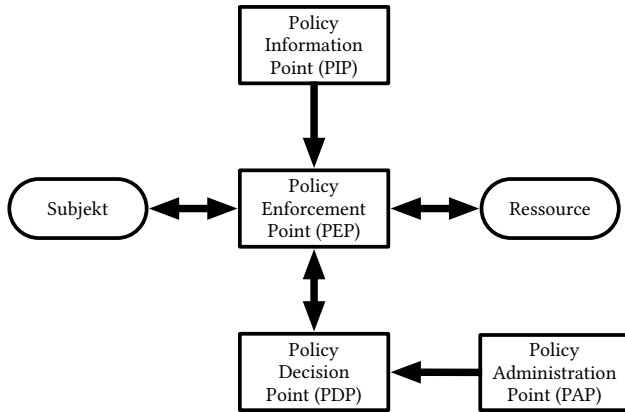 Policy
Information
Point (PIP)
Subjekt
Policy
Enforcement
Point (PEP)
Ressource
Policy
Decision
Point (PDP)
Policy
Administration
Point (PAP)